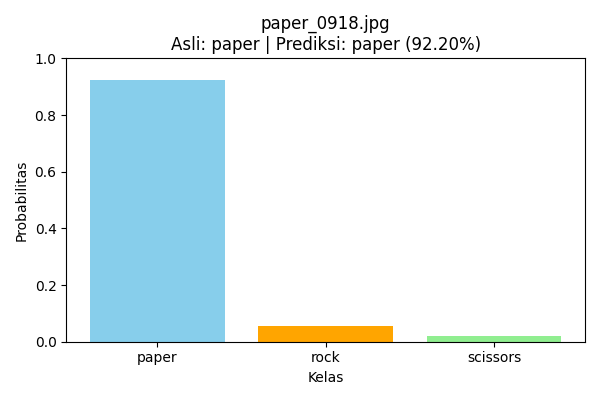 paper_0918.jpg
Asli: paper | Prediksi: paper (92.20%)
1.0
0.8
0.6
0.4
0.2
0.0
Probabilitas
paper rock scissors
Kelas